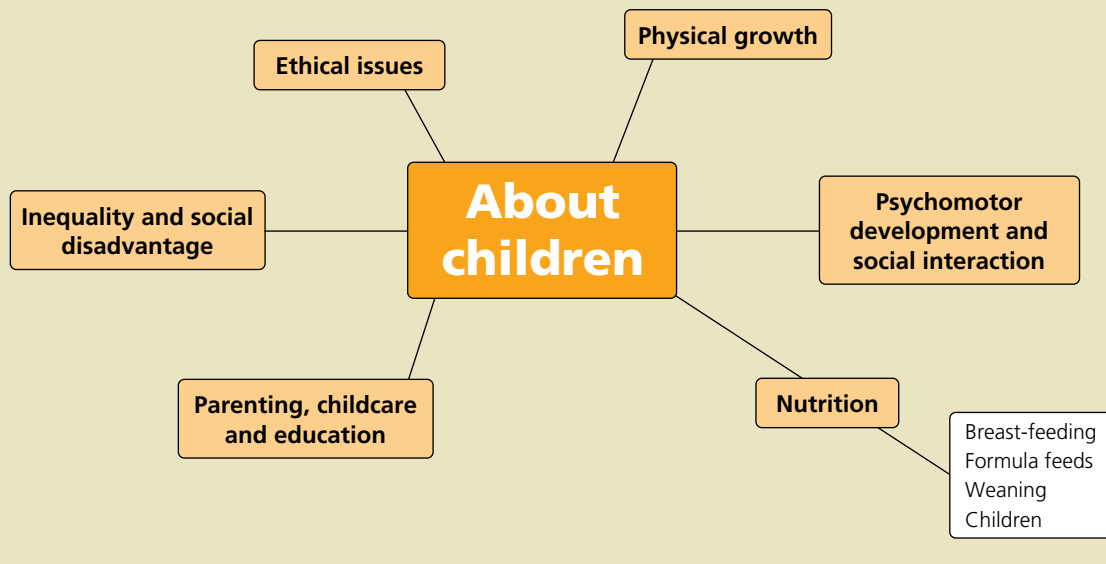 Physical growth
Ethical issues
About
children
Inequality and social
disadvantage
Psychomotor
development and
social interaction
Parenting, childcare
and education
Nutrition
Breast-feeding
Formula feeds
Weaning
Children